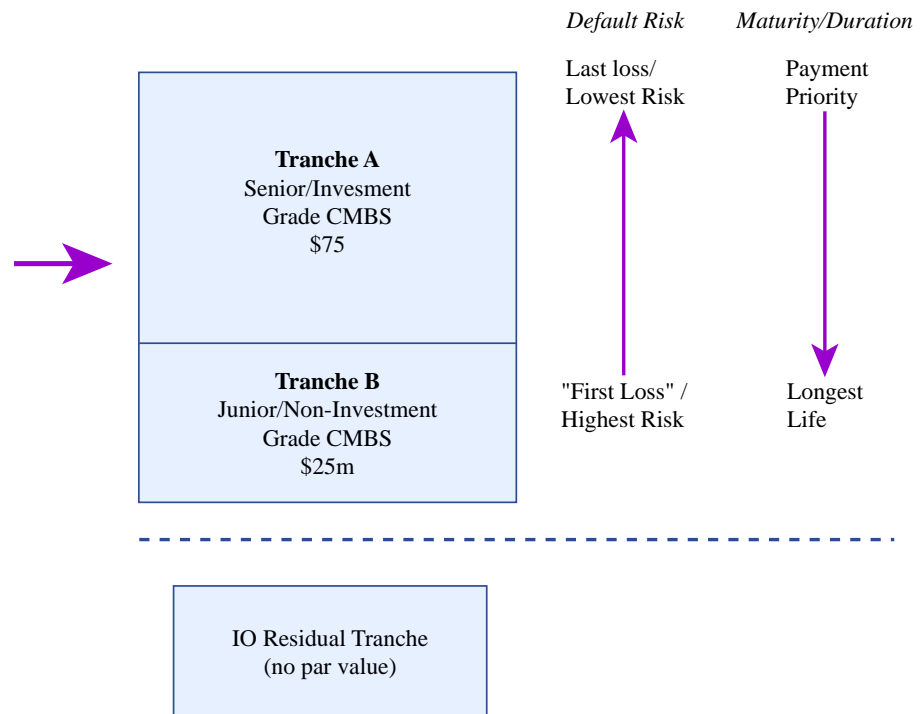 Default Risk
Maturity/Duration
Last loss/
Lowest Risk
Payment
Priority
Tranche A
Senior/Invesment
Grade CMBS
$75
Tranche B
Junior/Non-Investment
Grade CMBS
$25m
"First Loss" /
Highest Risk
Longest
Life
IO Residual Tranche
(no par value)